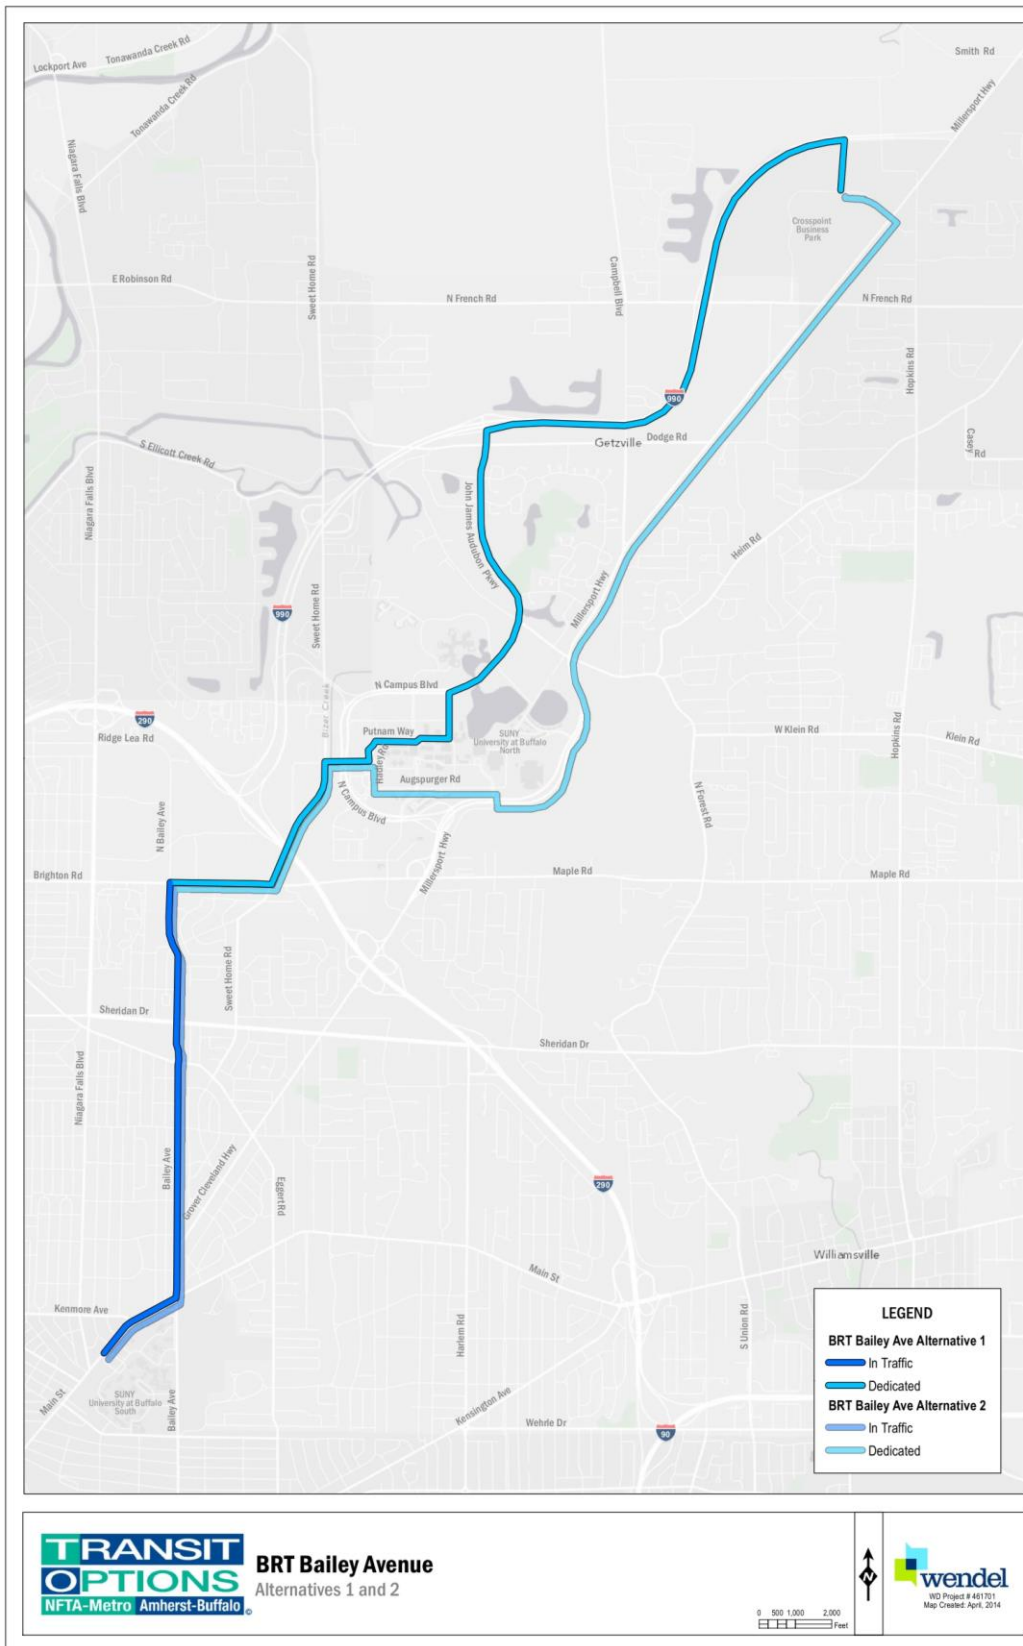 Tonawanda Creek Rd
Lockport Ave
Smith Rd
Tonawanda Creek Rd
Millersport Hwy
Niagara Falls Blvd
Crosspoint
Business
Park
Sweet Home Rd
Campbell Blvd
E Robinson Rd
N French Rd
N French Rd
Hopkins Rd
990
Getzville
Dodge Rd
Casey
Rd
S Ellicott Creek Rd
Niagara Falls Blvd
John James Audubon Pkwy
Heim Rd
Millersport Hwy
990
Sweet Home Rd
N Campus Blvd
Bizer Creek
290
Ridge Lea Rd
Putnam Way
SUNY
University at Buffalo
North
W Klein Rd
Hopkins Rd
Klein Rd
Hadley Rd
Augspurger Rd
N Campus Blvd
N Forest Rd
N Bailey Ave
Millersport Hwy
Brighton Rd
Maple Rd
Maple Rd
Sweet Home Rd
Sheridan Dr
Sheridan Dr
Niagara Falls Blvd
Bailey Ave
Grover Cleveland Hwy
Eggert Rd
290
Williamsville
Main St
Kenmore Ave
Harlem Rd
S Union Rd
SUNY
University at Buffalo
South
Main St
Bailey Ave
Kensington Ave
Wehrle Dr
90
LEGEND
BRT Bailey Ave Alternative 1
In Traffic
Dedicated
BRT Bailey Ave Alternative 2
In Traffic
Dedicated
TRANSIT
OPTIONS
NFTA-Metro Amherst-Buffalo ©
BRT Bailey Avenue
Alternatives 1 and 2
0 500 1,000 2,000
Feet
N
wendel
WD Project # 461701
Map Created: April, 2014